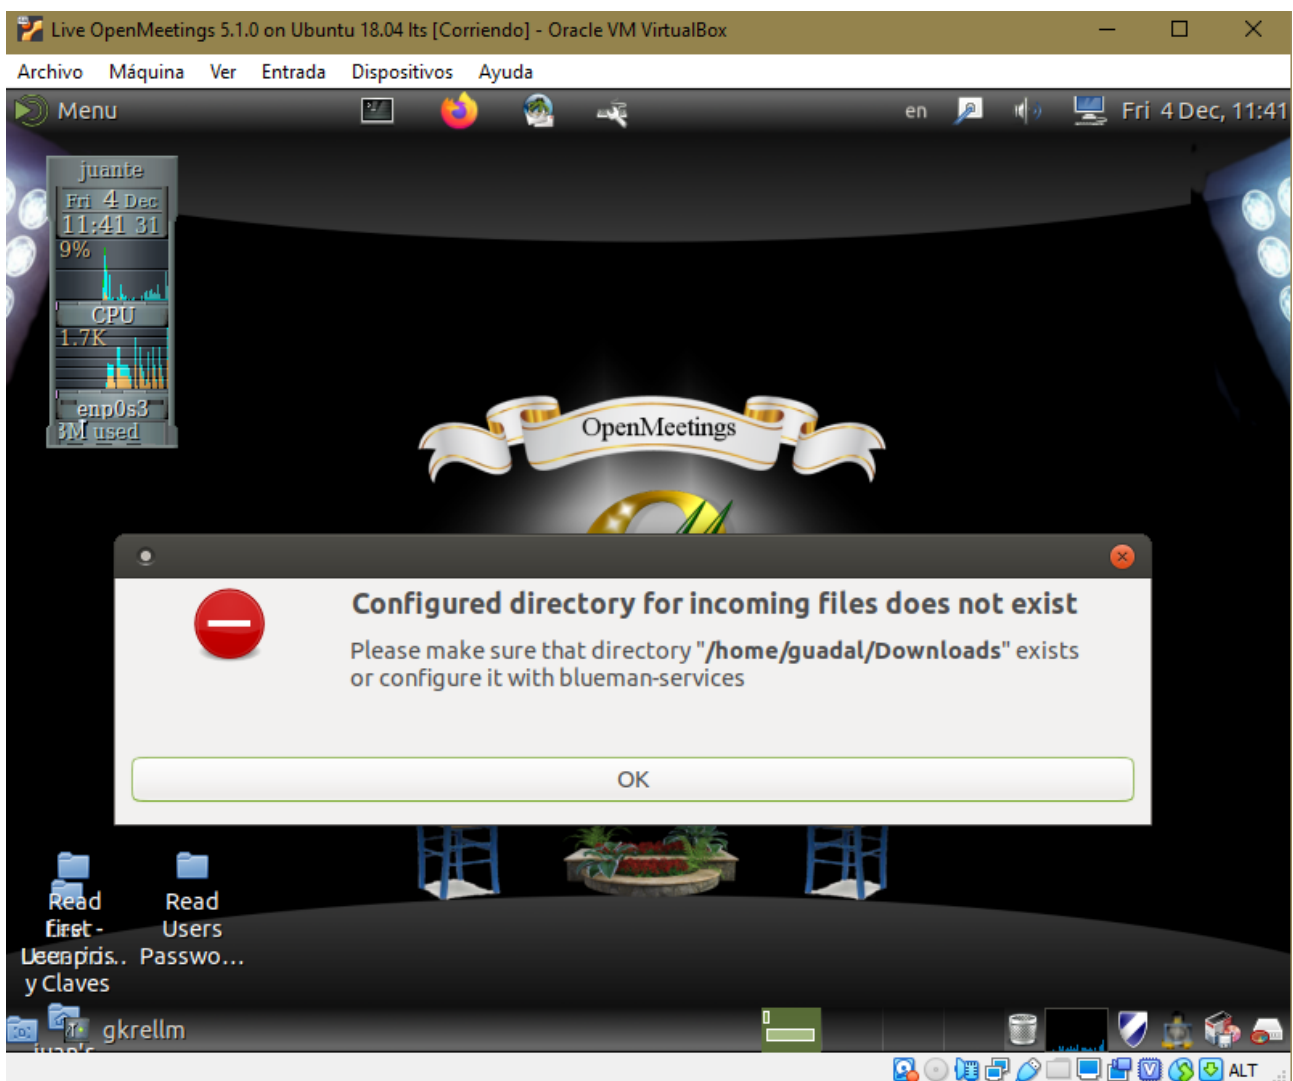 Live OpenMeetings 5.1.0 on Ubuntu 18.04 lts [Corriendo] - Oracle VM VirtualBox
Archivo Máquina Ver Entrada Dispositivos Ayuda
Menu en Fri 4 Dec, 11:41
juante
Fri 4 Dec
11:41 31
9%
CPU
1.7K
enp0s3
3M used
OpenMeetings
Configured directory for incoming files does not exist
Please make sure that directory "/home/guadal/Downloads" exists
or configure it with blueman-services
OK
Read
first -
y Claves
Read
Users
Passwo...
gkrellm
ALT